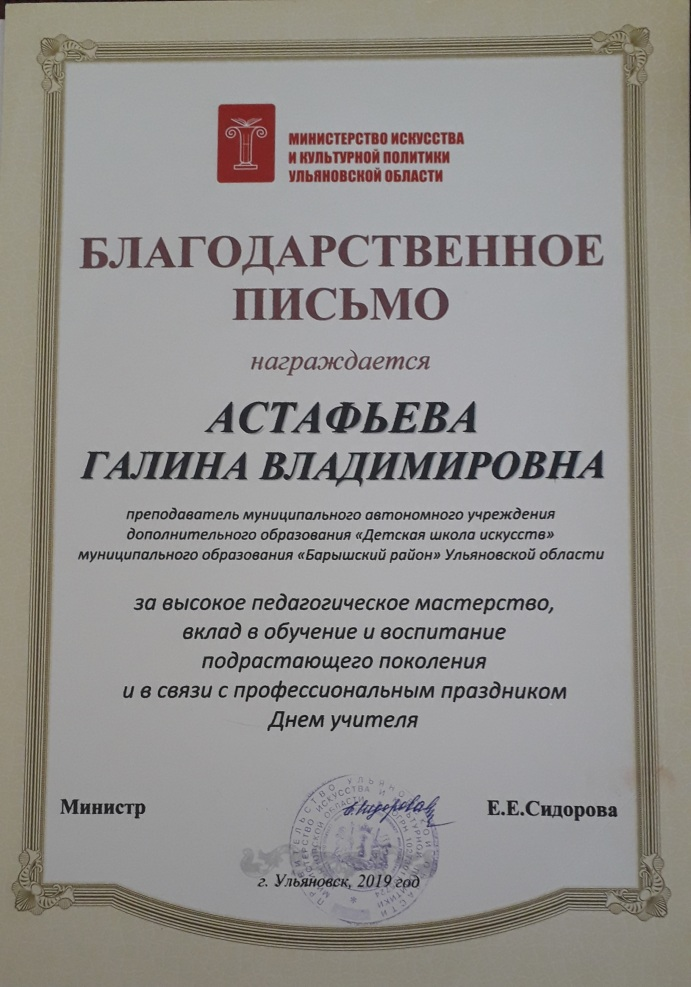 МИНИСТЕРСТВО ИСКУССТВА
И КУЛЬТУРНОЙ ПОЛИТИКИ
УЛЬЯНОВСКОЙ ОБЛАСТИ
БЛАГОДАРСТВЕННОЕ
ПИСЬМО
награждается
АСТАФЬЕВА
ГАЛИНА ВЛАДИМИРОВНА
преподаватель муниципального автономного учреждения
дополнительного образования «Детская школа искусств»
муниципального образования «Барышский район» Ульяновской области
за высокое педагогическое мастерство,
вклад в обучение и воспитание
подрастающего поколения
и в связи с профессиональным праздником
Днем учителя
Министр
Е.Е.Сидорова
г. Ульяновск, 2019 год